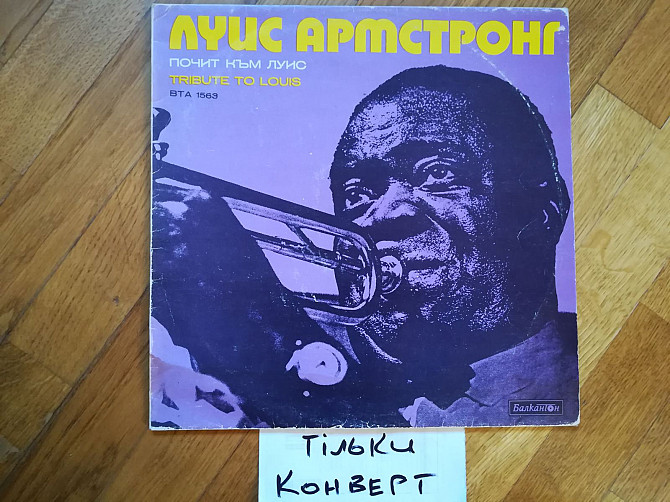 ЛУИС АРМСТРОНГ
ПОЧИТ КЪМ ЛУИС
TRIBUTE TO LOUIS
ВТА 1563
Балкантон
Тільки
конверт